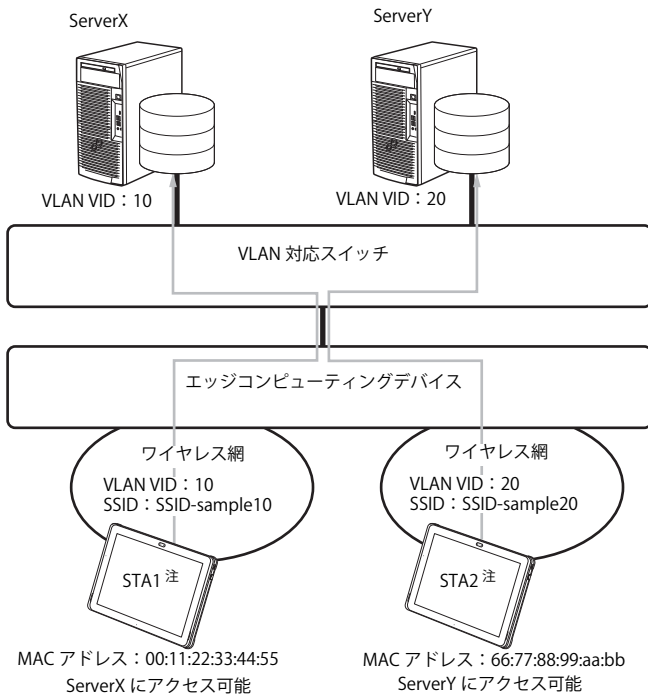 ServerX
ServerY
VLAN VID：10
VLAN VID：20
VLAN 対応スイッチ
エッジコンピューティングデバイス
ワイヤレス網
VLAN VID：10
SSID：SSID-sample10
ワイヤレス網
VLAN VID：20
SSID：SSID-sample20
STA1 注
STA2 注
MAC アドレス：00:11:22:33:44:55
ServerX にアクセス可能
MAC アドレス：66:77:88:99:aa:bb
ServerY にアクセス可能